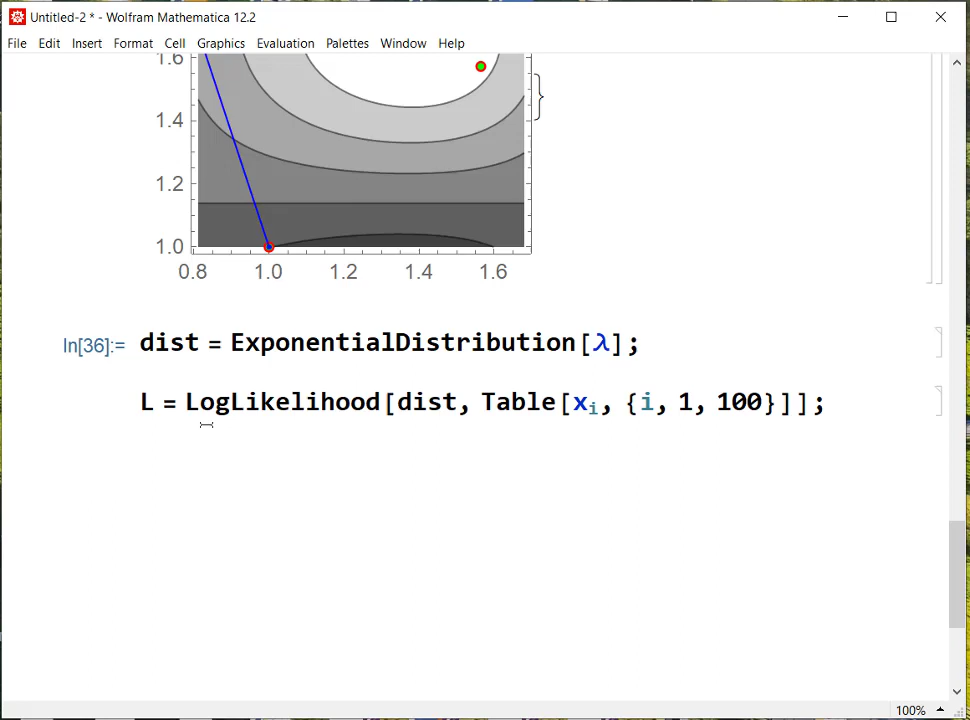 Untitled-2 * - Wolfram Mathematica 12.2
File Edit Insert Format Cell Graphics Evaluation Palettes Window Help
1.6
1.4
1.2
1.0
0.8 1.0 1.2 1.4 1.6
In[36]:= dist = ExponentialDistribution[λ];
L = LogLikelihood[dist, Table[xᵢ, {i, 1, 100}]];
100%